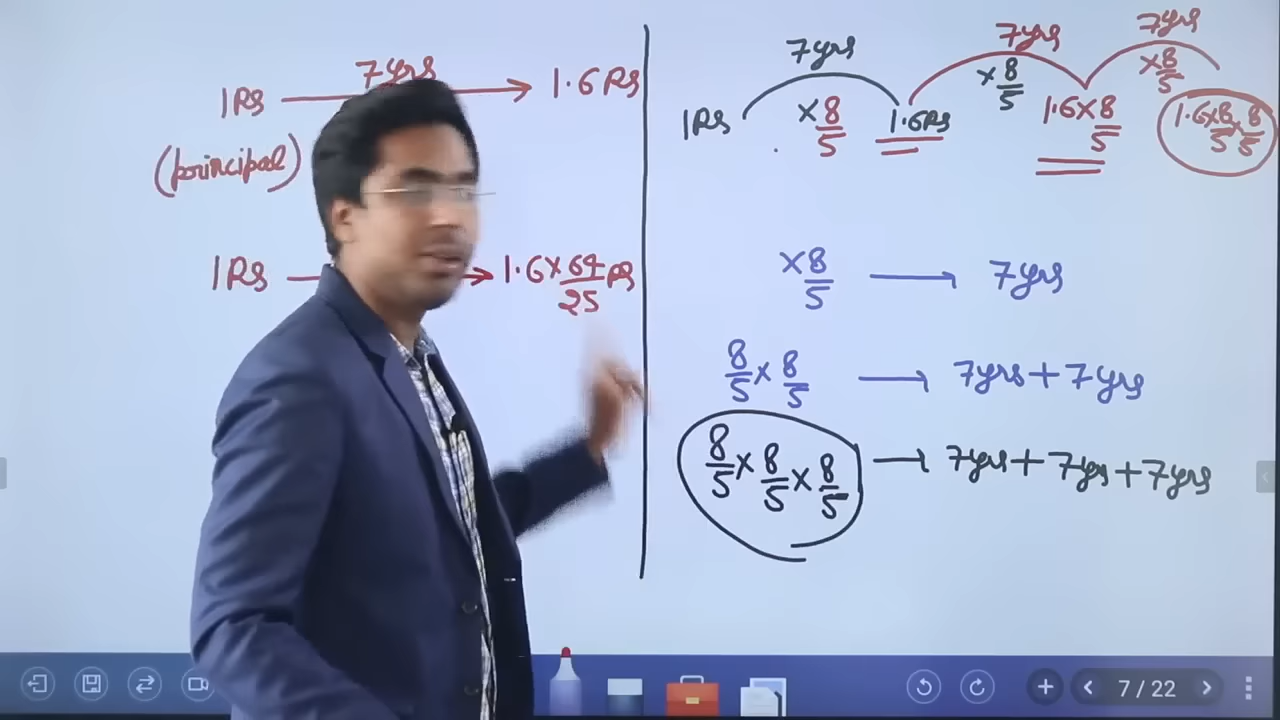 7yrs
1Rs → 1.6Rs
(principal)
1Rs → 1.6×64/25 Rs
7yrs 7yrs 7yrs
1Rs ×8/5 1.6Rs ×8/5 1.6×8/5 ×8/5 1.6×8/5×8/5
×8/5 → 7yrs
8/5×8/5 → 7yrs+7yrs
8/5×8/5×8/5 → 7yrs+7yrs+7yrs
7 / 22